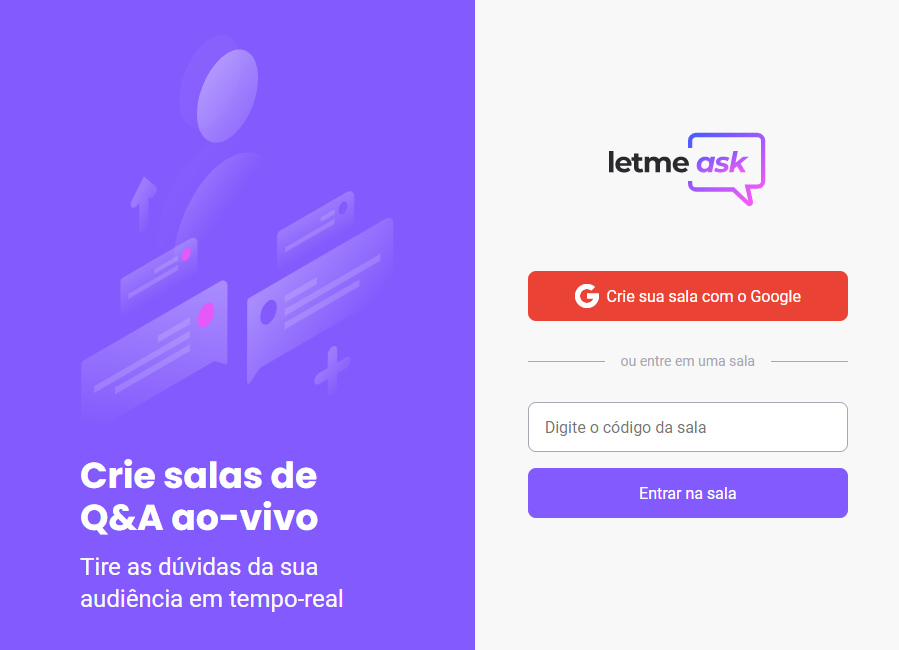 Crie salas de
Q&A ao-vivo
Tire as dúvidas da sua
audiência em tempo-real
letme ask
Crie sua sala com o Google
ou entre em uma sala
Digite o código da sala
Entrar na sala